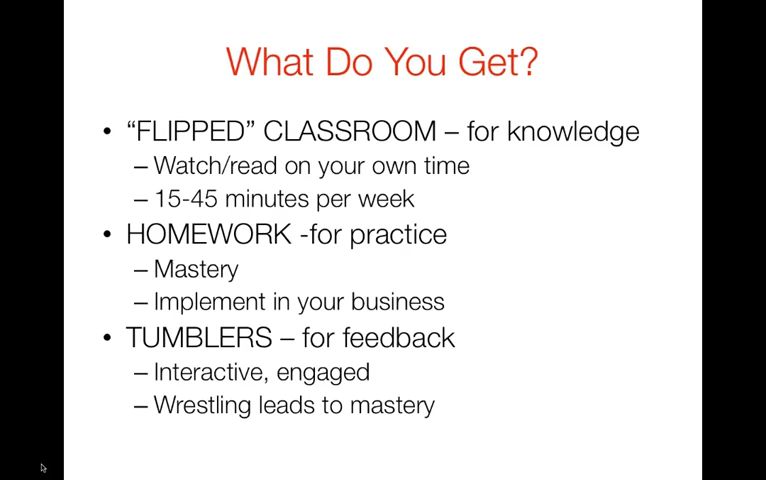 What Do You Get?
• “FLIPPED” CLASSROOM – for knowledge
– Watch/read on your own time
– 15-45 minutes per week
• HOMEWORK -for practice
– Mastery
– Implement in your business
• TUMBLERS – for feedback
– Interactive, engaged
– Wrestling leads to mastery